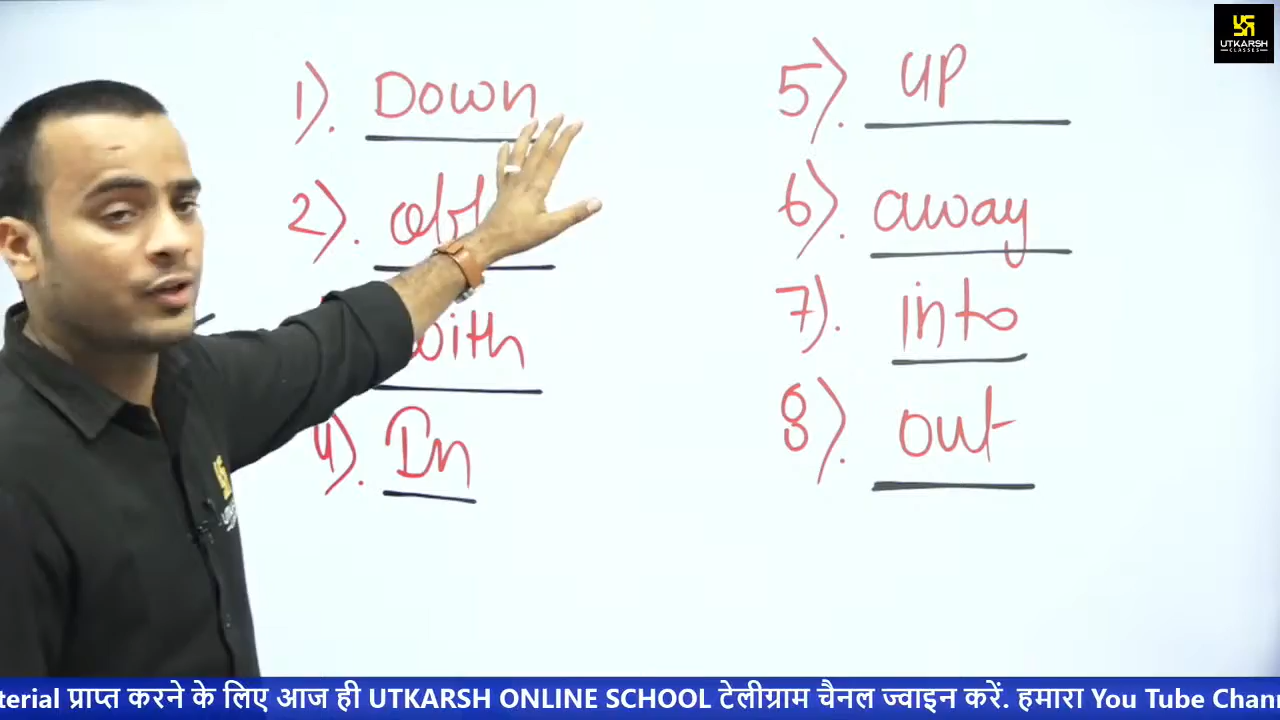 UTKARSH
CLASSES
1). Down
2).
with
4). In
5). up
6). away
7). into
8). out
terial प्राप्त करने के लिए आज ही UTKARSH ONLINE SCHOOL टेलीग्राम चैनल ज्वाइन करें. हमारा You Tube Chan